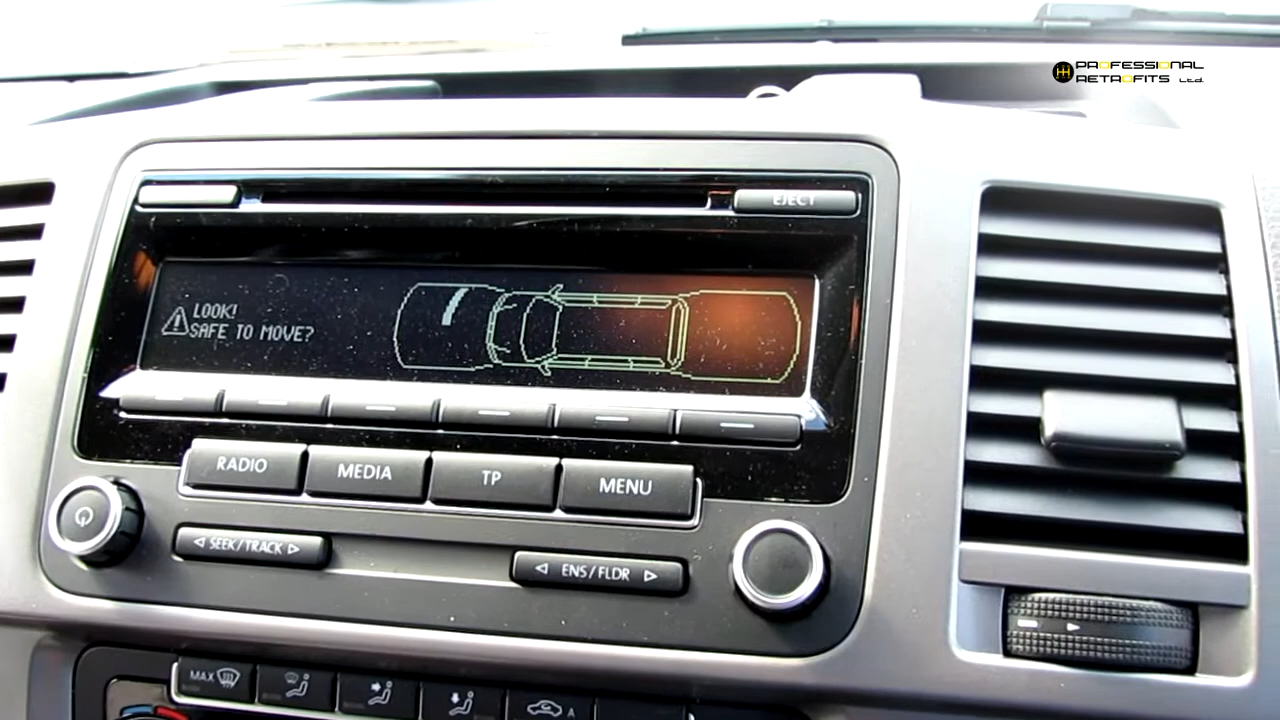 PROFESSIONAL
RETROFITS Ltd.
EJECT
LOOK!
SAFE TO MOVE?
RADIO
MEDIA
TP
MENU
SEEK/TRACK
ENS/FLDR
MAX
A